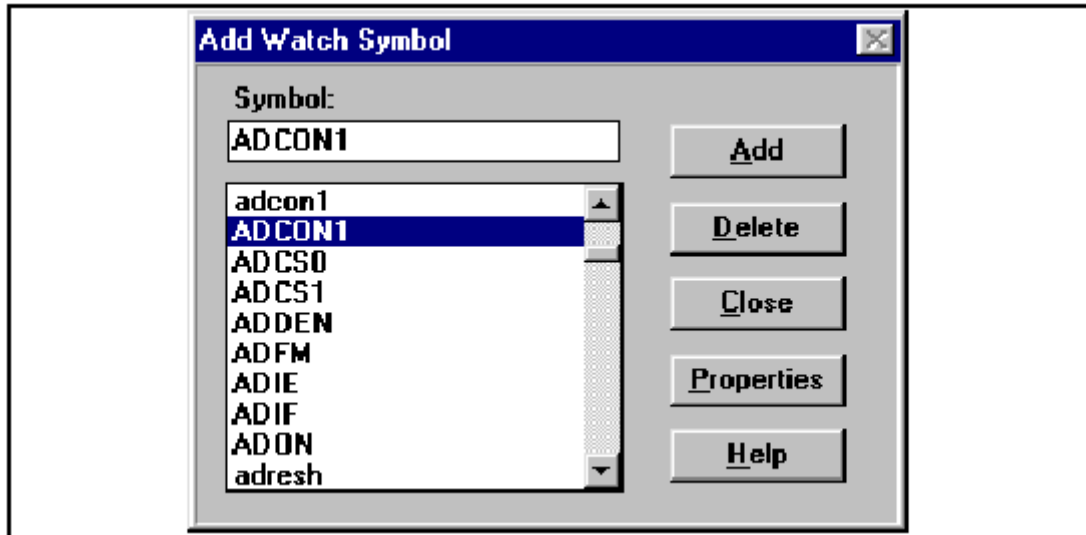 Add Watch Symbol
Symbol:
ADCON1
adcon1
ADCON1
ADCS0
ADCS1
ADDEN
ADFM
ADIE
ADIF
ADON
adresh
Add
Delete
Close
Properties
Help